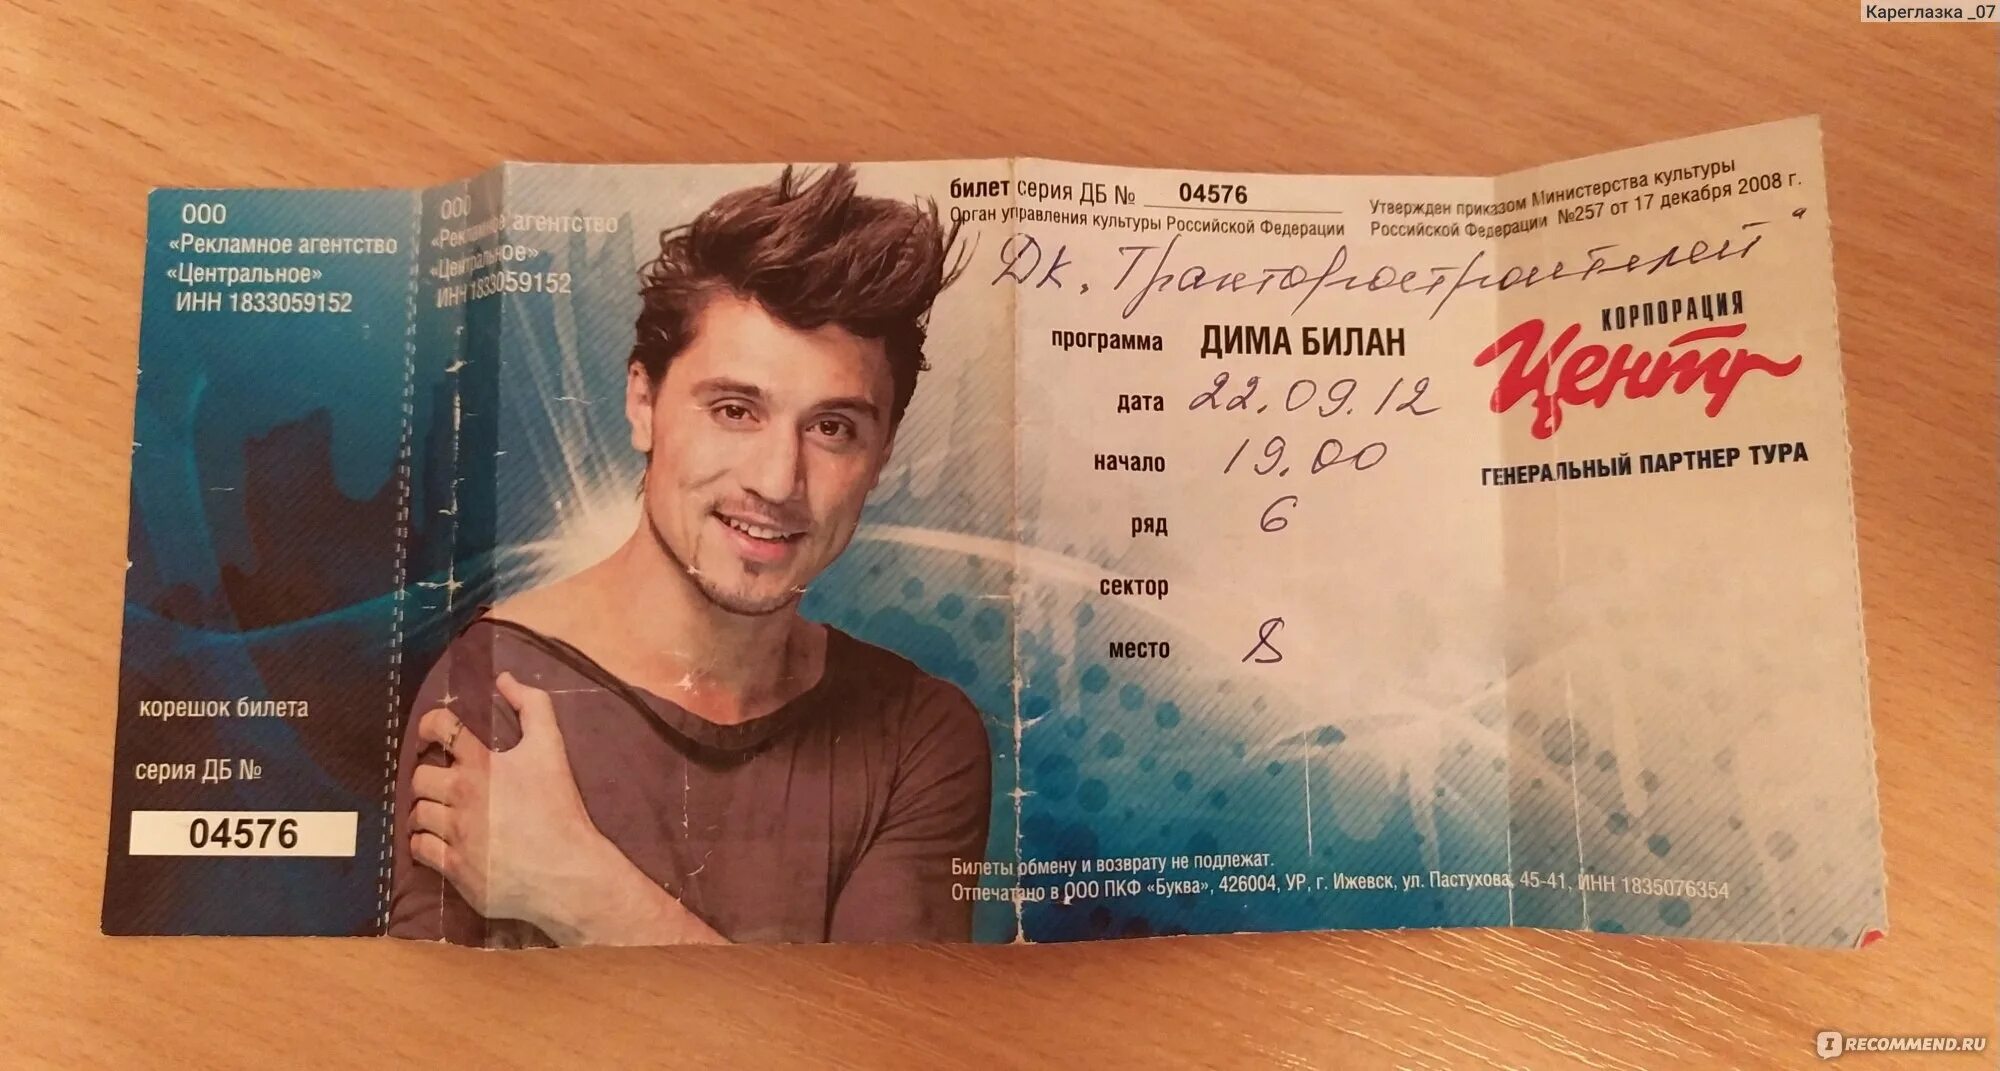 Кареглазка _07
ООО
«Рекламное агентство
«Центральное»
ИНН 1833059152
корешок билета
серия ДБ №
04576
ООО
«Рекламное агентство
«Центральное»
ИНН 1833059152
билет серия ДБ № 04576
Орган управления культуры Российской Федерации
Утвержден приказом Министерства культуры
Российской Федерации №257 от 17 декабря 2008 г.
ДК. Тракторостроителей"
программа ДИМА БИЛАН
дата 22.09.12
начало 19.00
ряд 6
сектор
место 8
КОРПОРАЦИЯ
Центр
ГЕНЕРАЛЬНЫЙ ПАРТНЕР ТУРА
Билеты обмену и возврату не подлежат.
Отпечатано в ООО ПКФ «Буква», 426004, УР, г. Ижевск, ул. Пастухова, 45-41, ИНН 1835076354
IRECOMMEND.RU